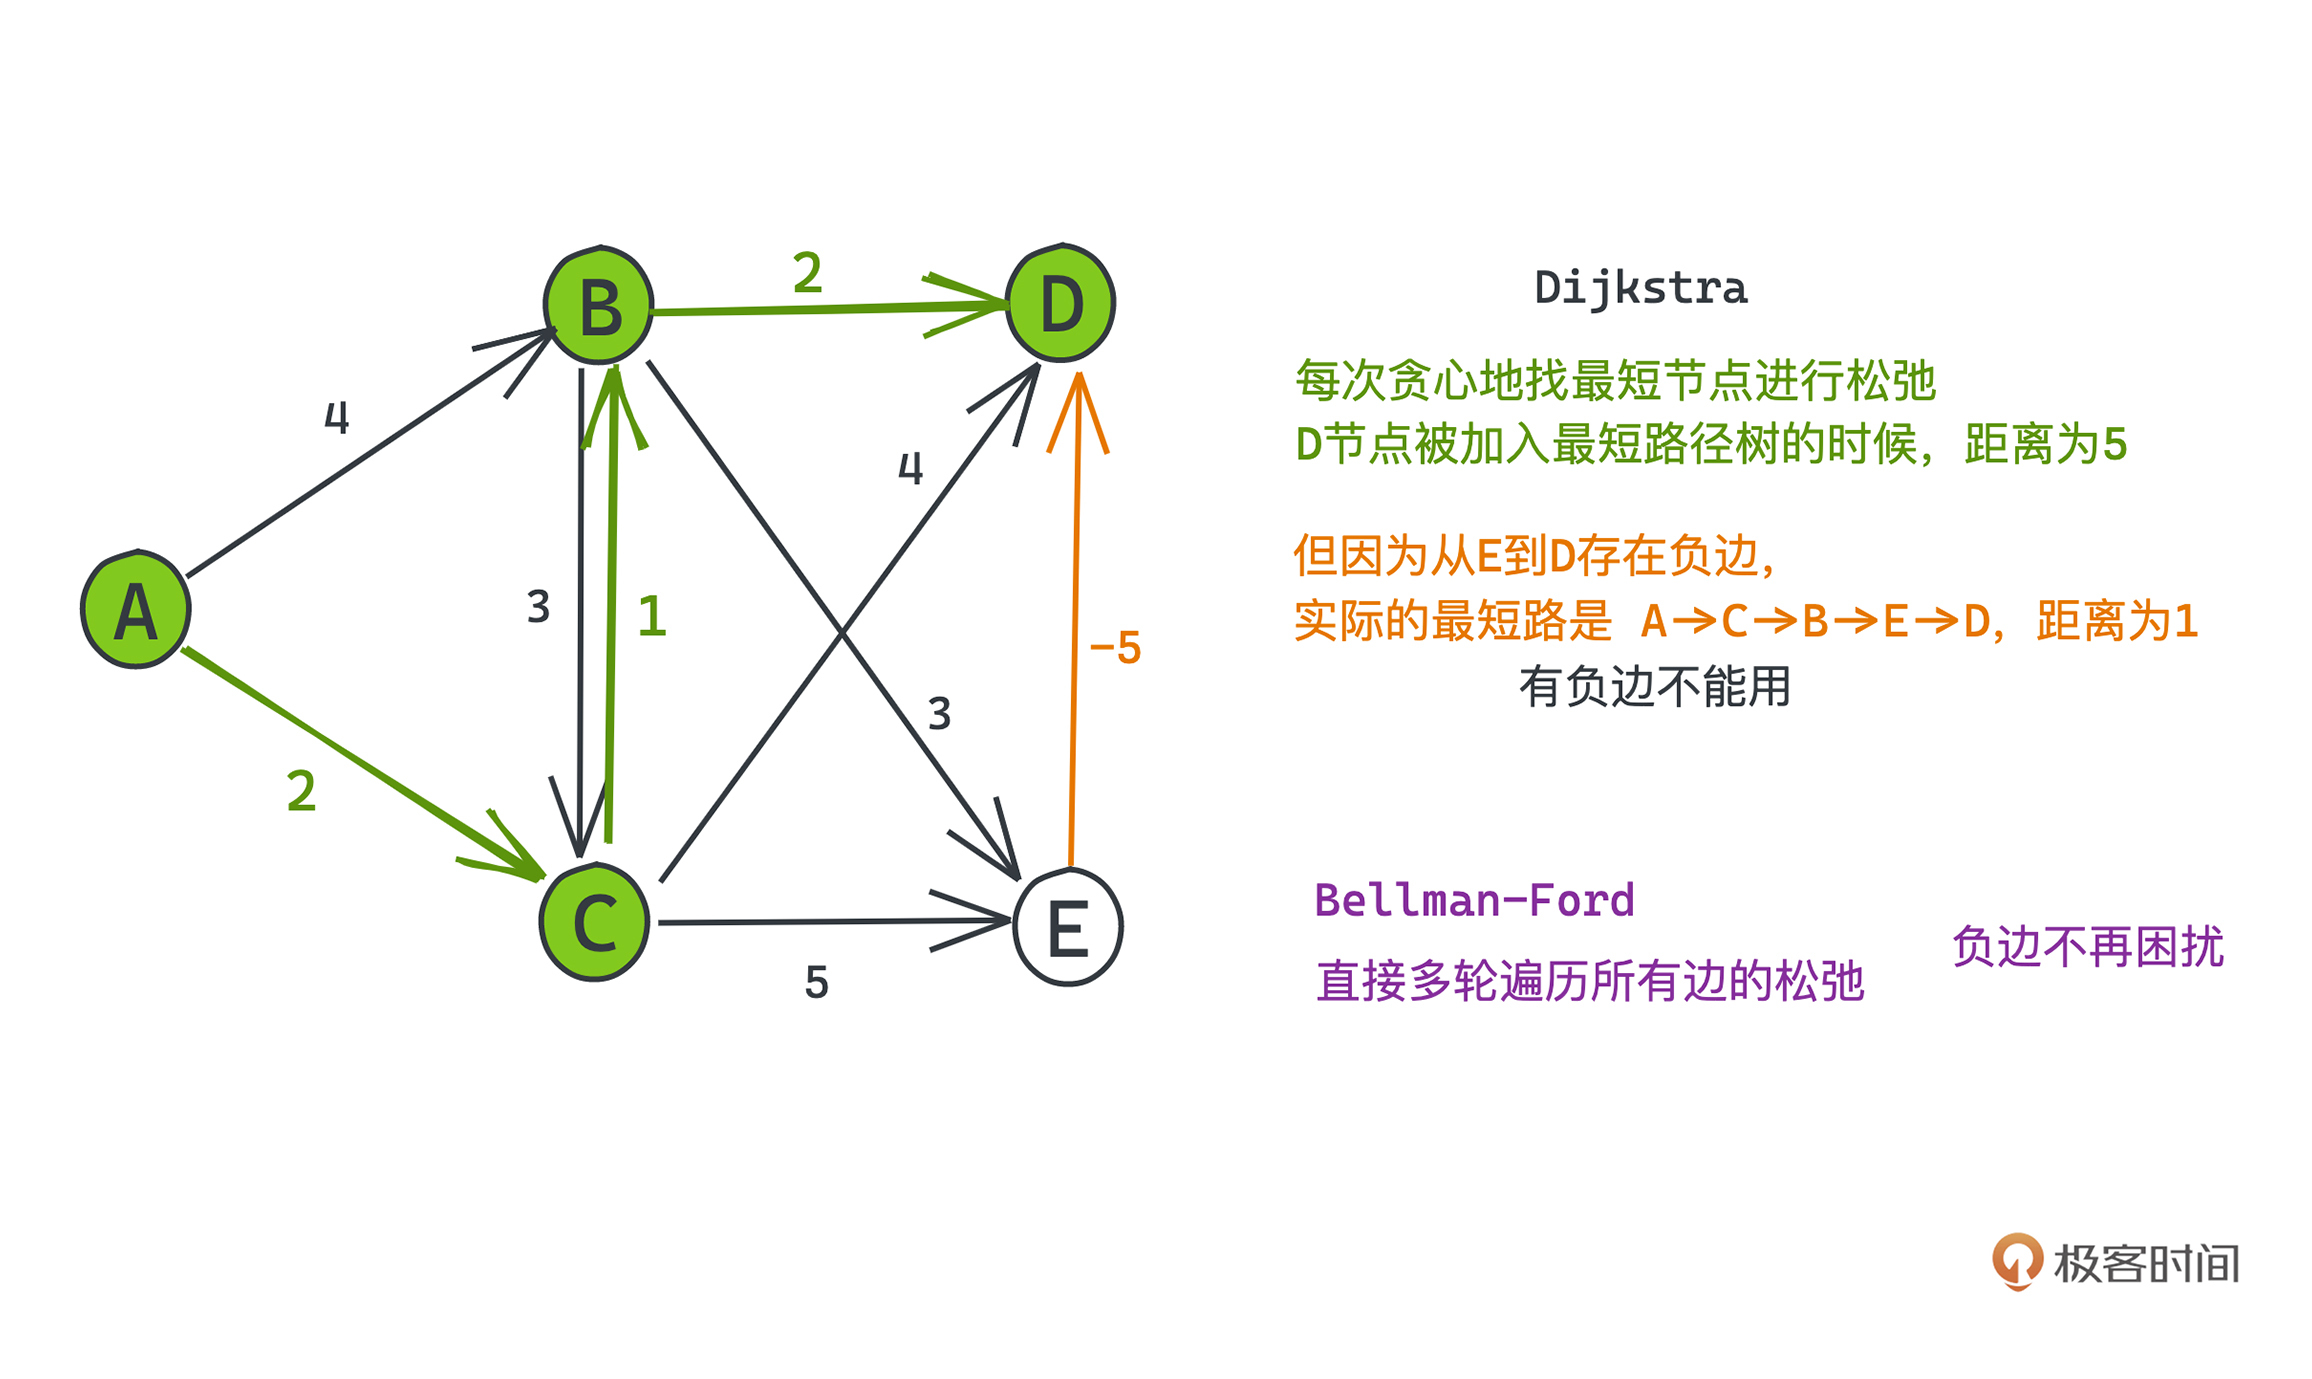 Dijkstra
每次贪心地找最短节点进行松弛
D节点被加入最短路径树的时候，距离为5
但因为从E到D存在负边，
实际的最短路是 A→C→B→E→D，距离为1
有负边不能用
Bellman-Ford
直接多轮遍历所有边的松弛
负边不再困扰
B
2
D
4
4
A
3
1
-5
3
2
C
5
E
极客时间